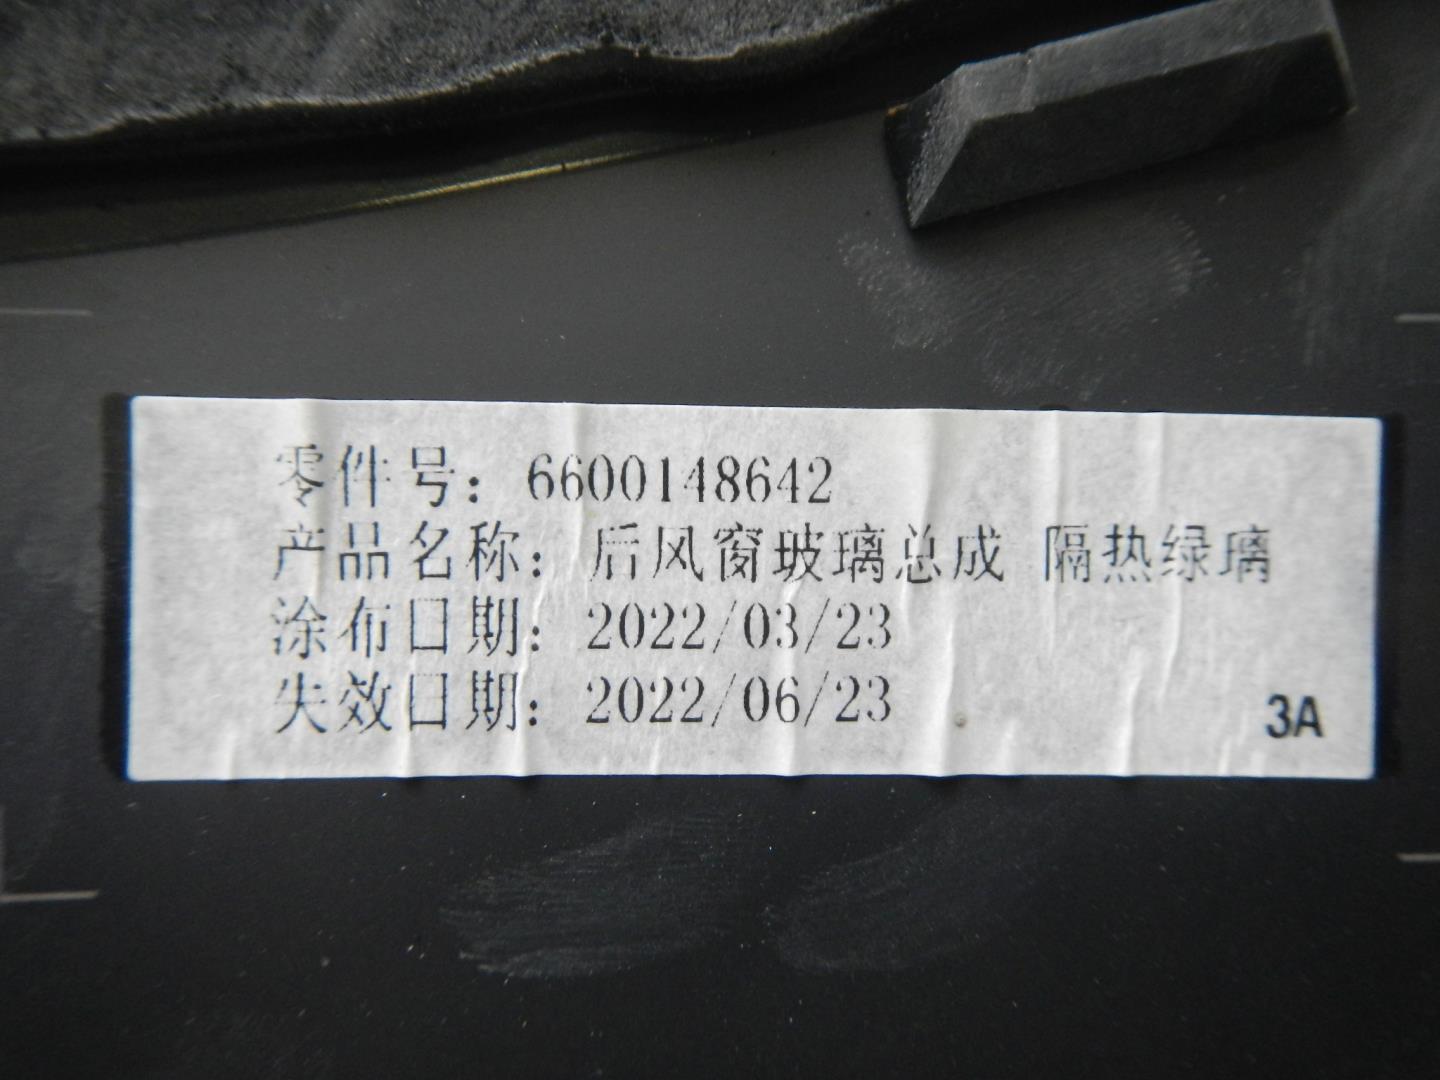 零件号：6600148642
产品名称：后风窗玻璃总成 隔热绿璃
涂布日期：2022/03/23
失效日期：2022/06/23
3A